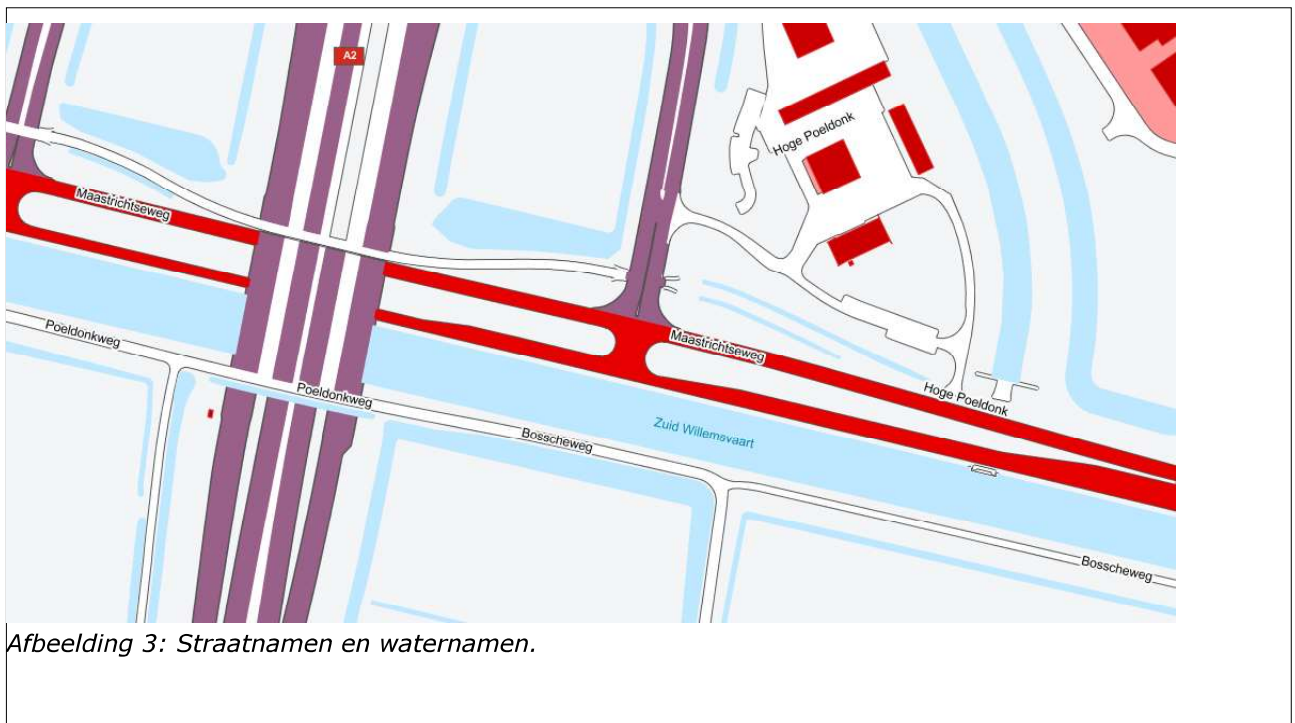 A2
Hoge Poeldonk
Maastrichtseweg
Poeldonkweg
Maastrichtseweg
Poeldonkweg
Hoge Poeldonk
Zuid Willemsvaart
Bosscheweg
Bosscheweg
Afbeelding 3: Straatnamen en waternamen.